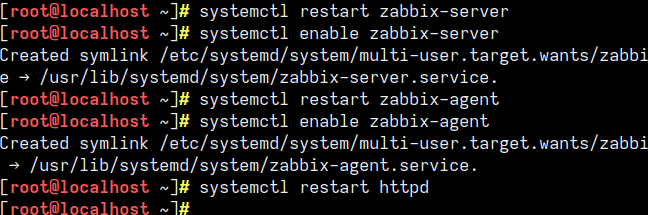 [root@localhost ~]# systemctl restart zabbix-server
[root@localhost ~]# systemctl enable zabbix-server
Created symlink /etc/systemd/system/multi-user.target.wants/zabbi
e → /usr/lib/systemd/system/zabbix-server.service.
[root@localhost ~]# systemctl restart zabbix-agent
[root@localhost ~]# systemctl enable zabbix-agent
Created symlink /etc/systemd/system/multi-user.target.wants/zabbi
 → /usr/lib/systemd/system/zabbix-agent.service.
[root@localhost ~]# systemctl restart httpd
[root@localhost ~]#